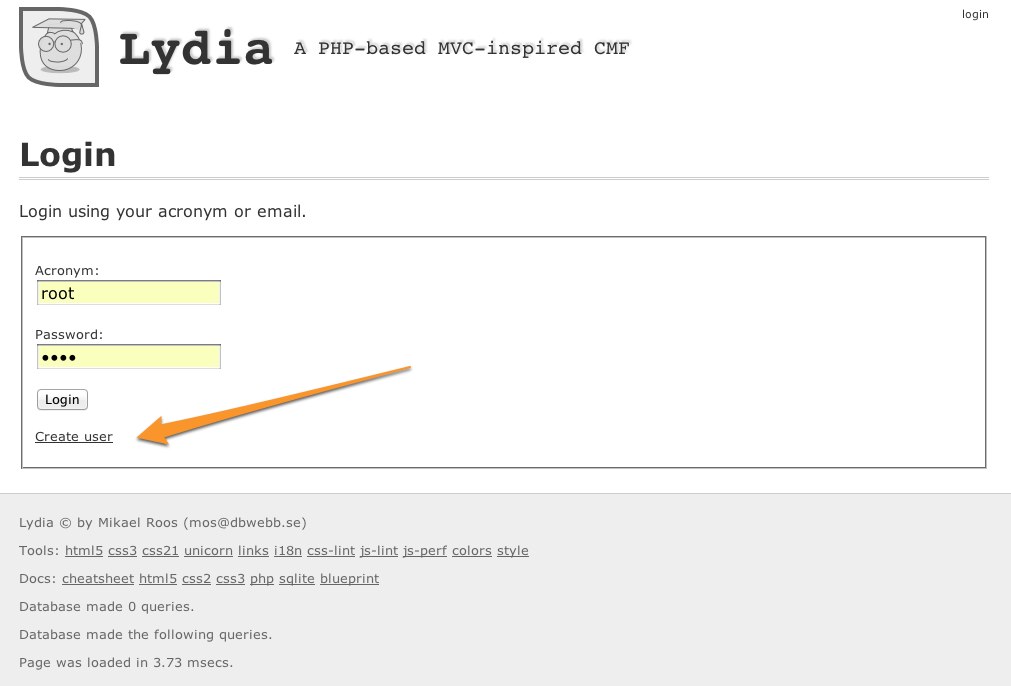 login
Lydia A PHP-based MVC-inspired CMF
Login
Login using your acronym or email.
Acronym:
root
Password:
••••
Login
Create user
Lydia © by Mikael Roos (mos@dbwebb.se)
Tools: html5 css3 css21 unicorn links i18n css-lint js-lint js-perf colors style
Docs: cheatsheet html5 css2 css3 php sqlite blueprint
Database made 0 queries.
Database made the following queries.
Page was loaded in 3.73 msecs.